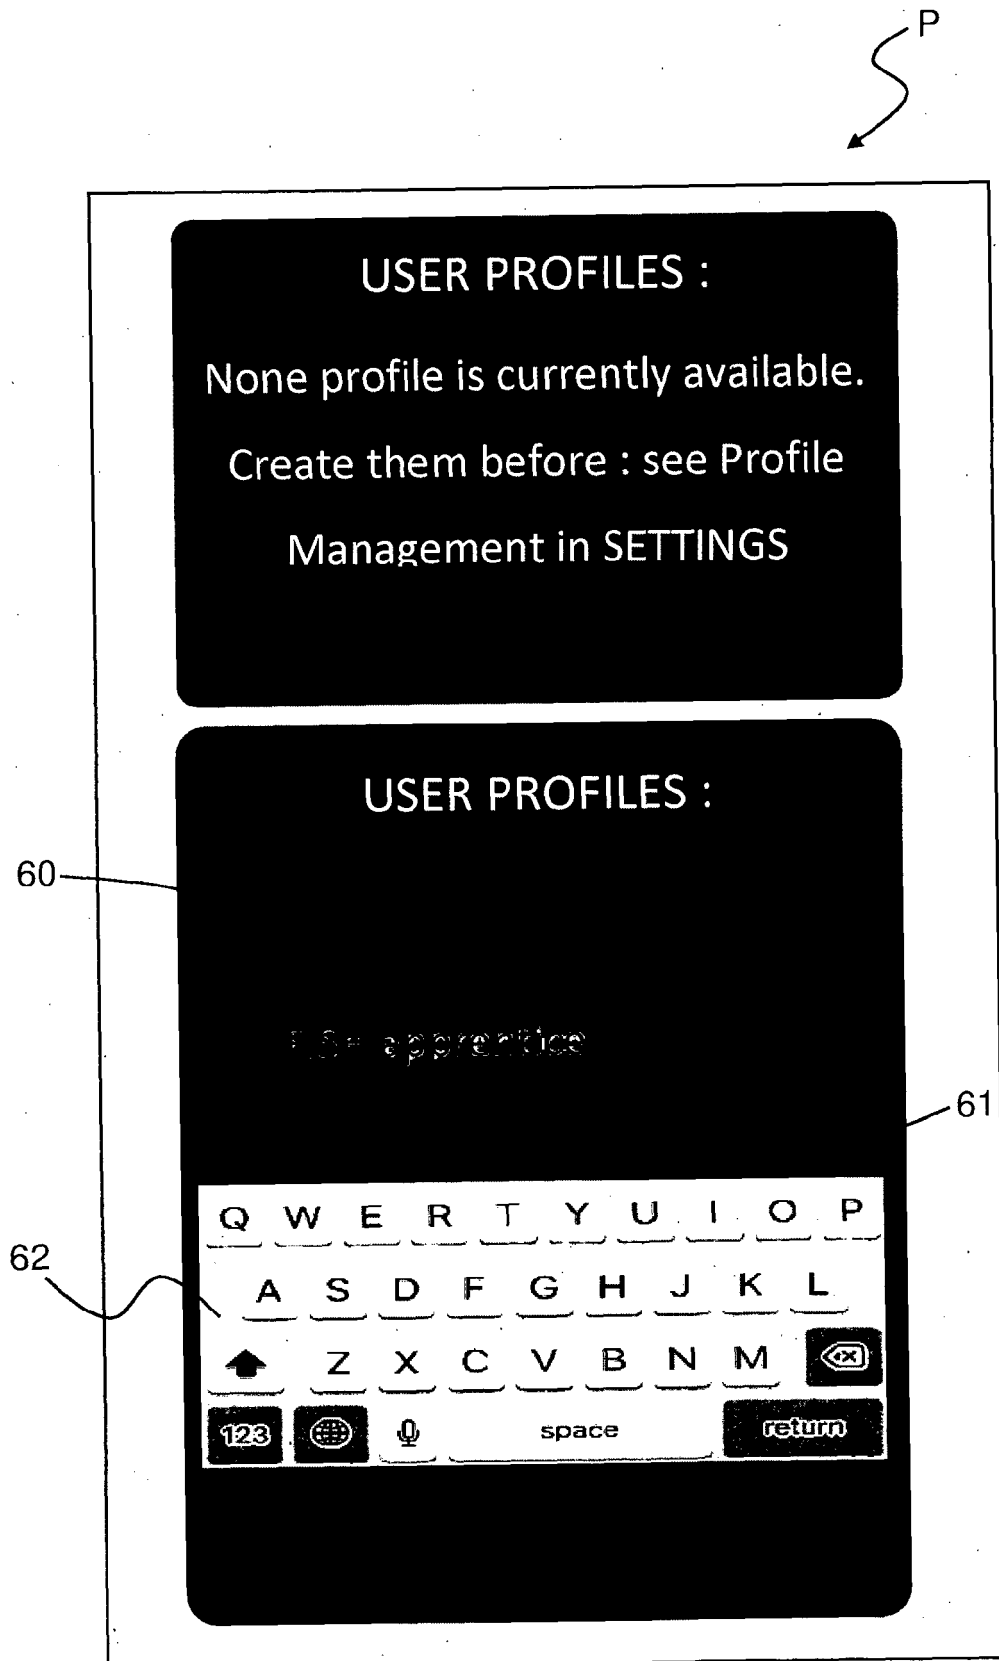 P
USER PROFILES :
None profile is currently available.
Create them before : see Profile
Management in SETTINGS
USER PROFILES :
60
apprentice
61
Q W E R T Y U I O P
62
A S D F G H J K L
Z X C V B N M
123 space return